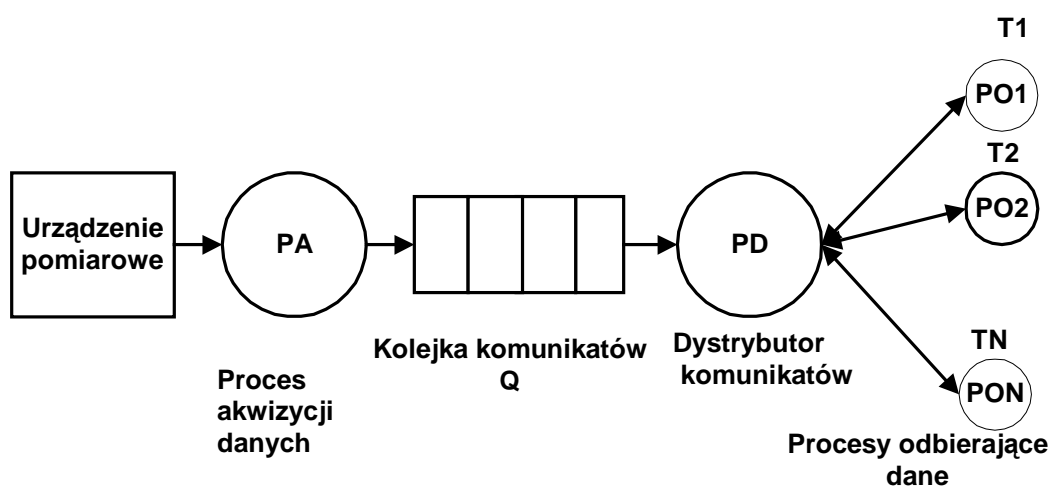 T1
PO1
T2
PO2
Urządzenie
pomiarowe
PA
PD
Kolejka komunikatów
Q
Dystrybutor
komunikatów
TN
PON
Proces
akwizycji
danych
Procesy odbierające
dane